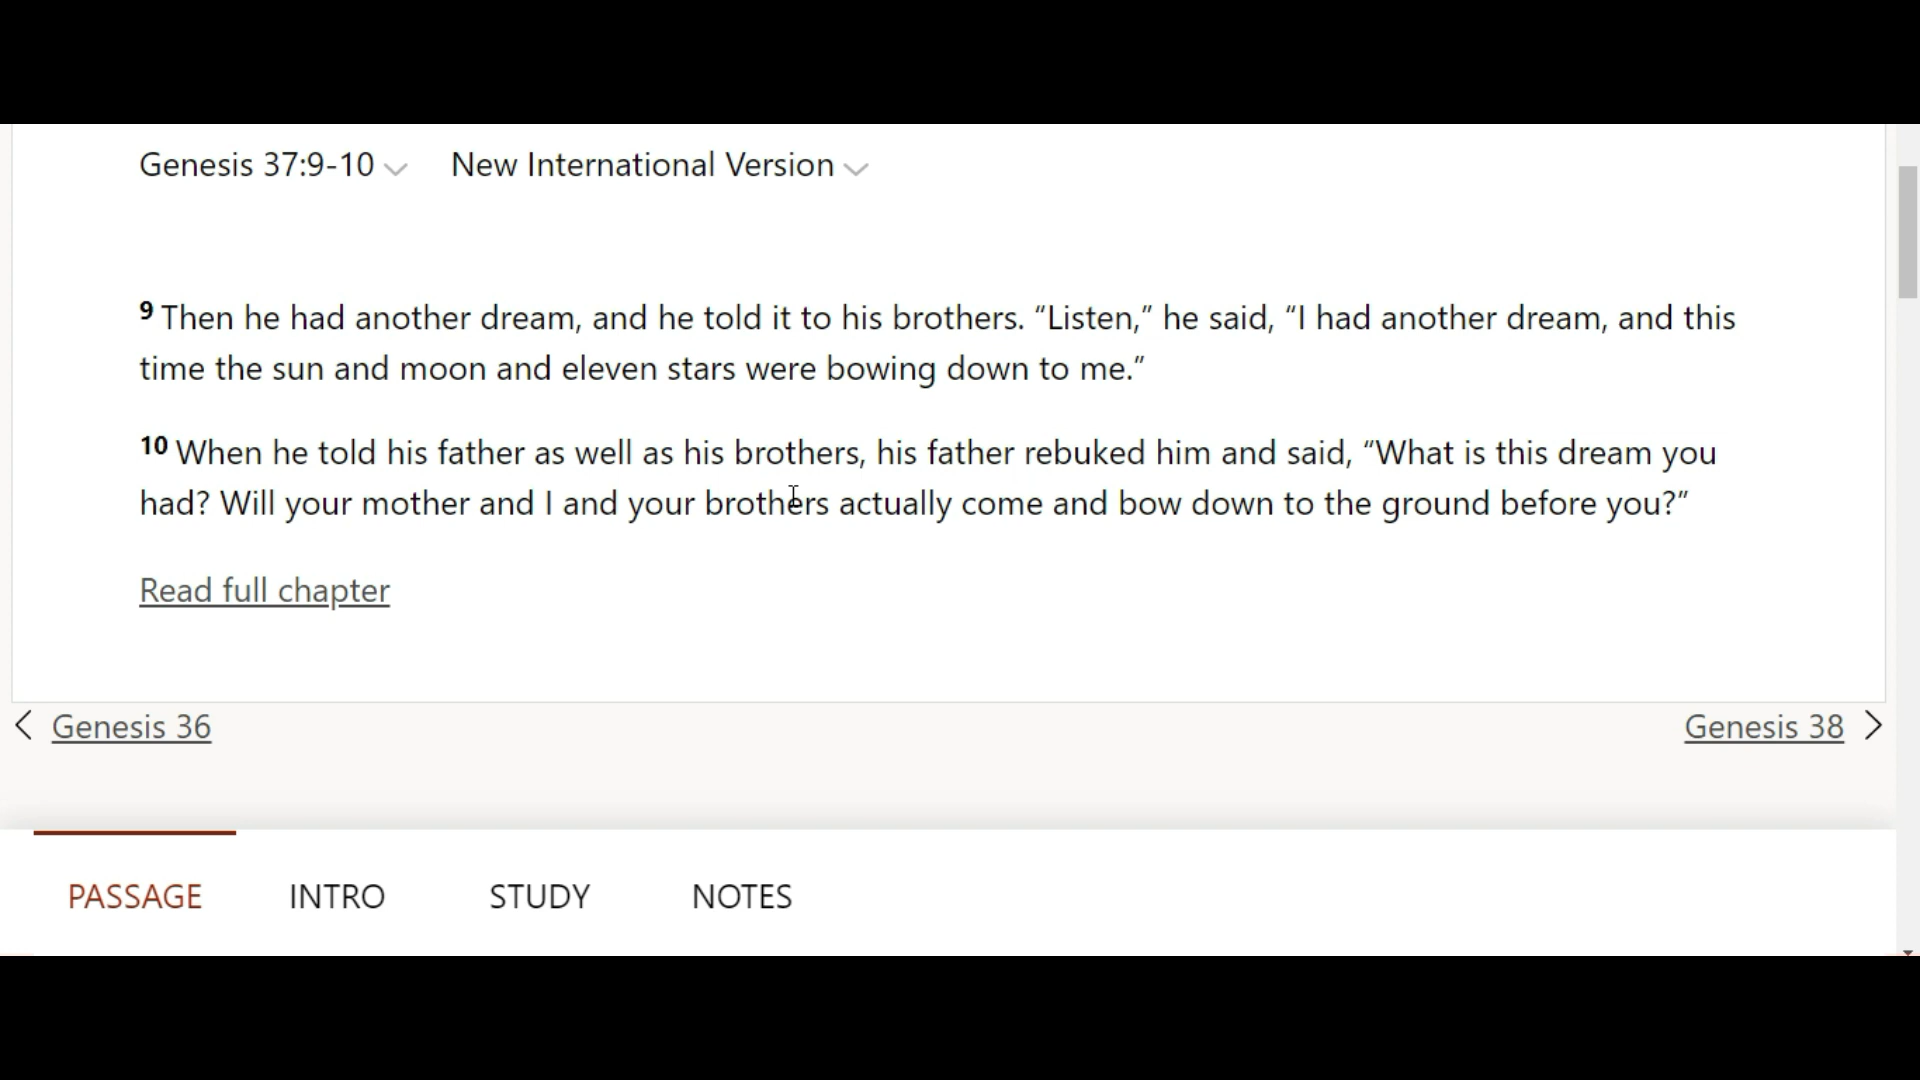 Genesis 37:9-10 New International Version
9 Then he had another dream, and he told it to his brothers. “Listen,” he said, “I had another dream, and this
time the sun and moon and eleven stars were bowing down to me.”
10 When he told his father as well as his brothers, his father rebuked him and said, “What is this dream you
had? Will your mother and I and your brothers actually come and bow down to the ground before you?”
Read full chapter
Genesis 36 Genesis 38
PASSAGE INTRO STUDY NOTES